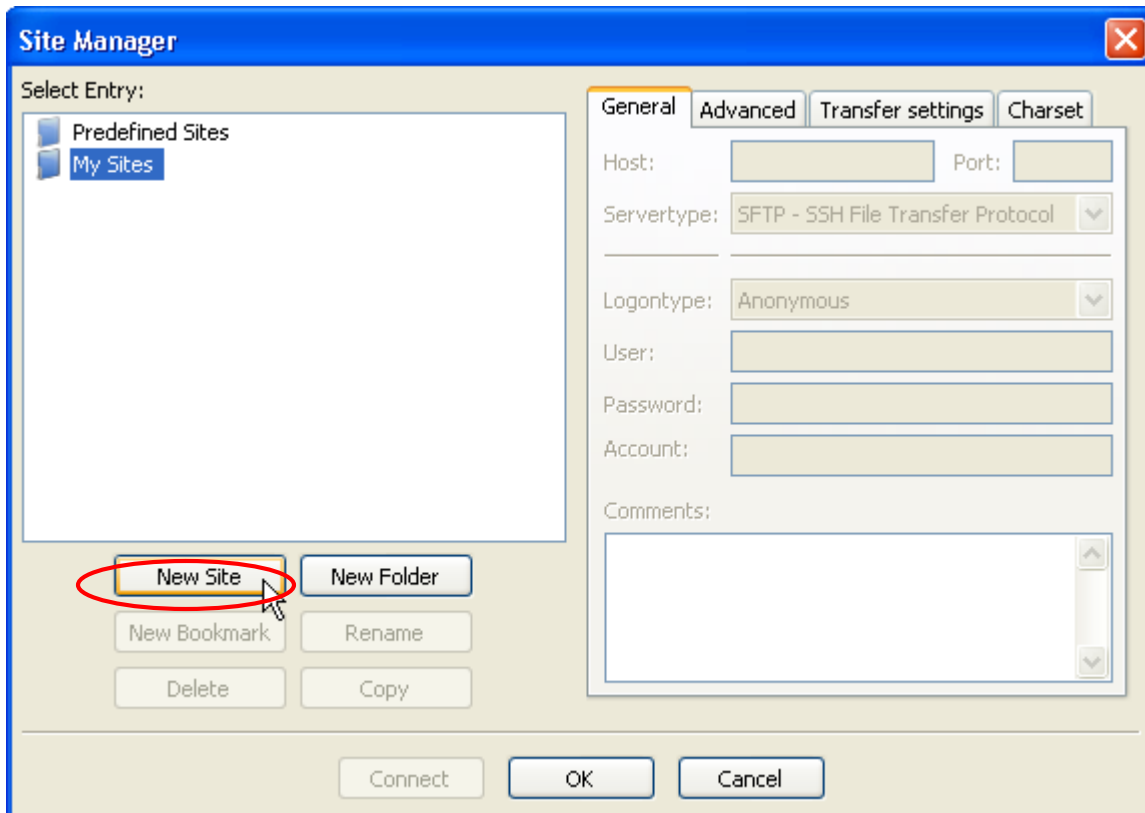 Site Manager
Select Entry:
Predefined Sites
My Sites
New Site
New Folder
New Bookmark
Rename
Delete
Copy
General
Advanced
Transfer settings
Charset
Host:
Port:
Servertype:
SFTP - SSH File Transfer Protocol
Logontype:
Anonymous
User:
Password:
Account:
Comments:
Connect
OK
Cancel